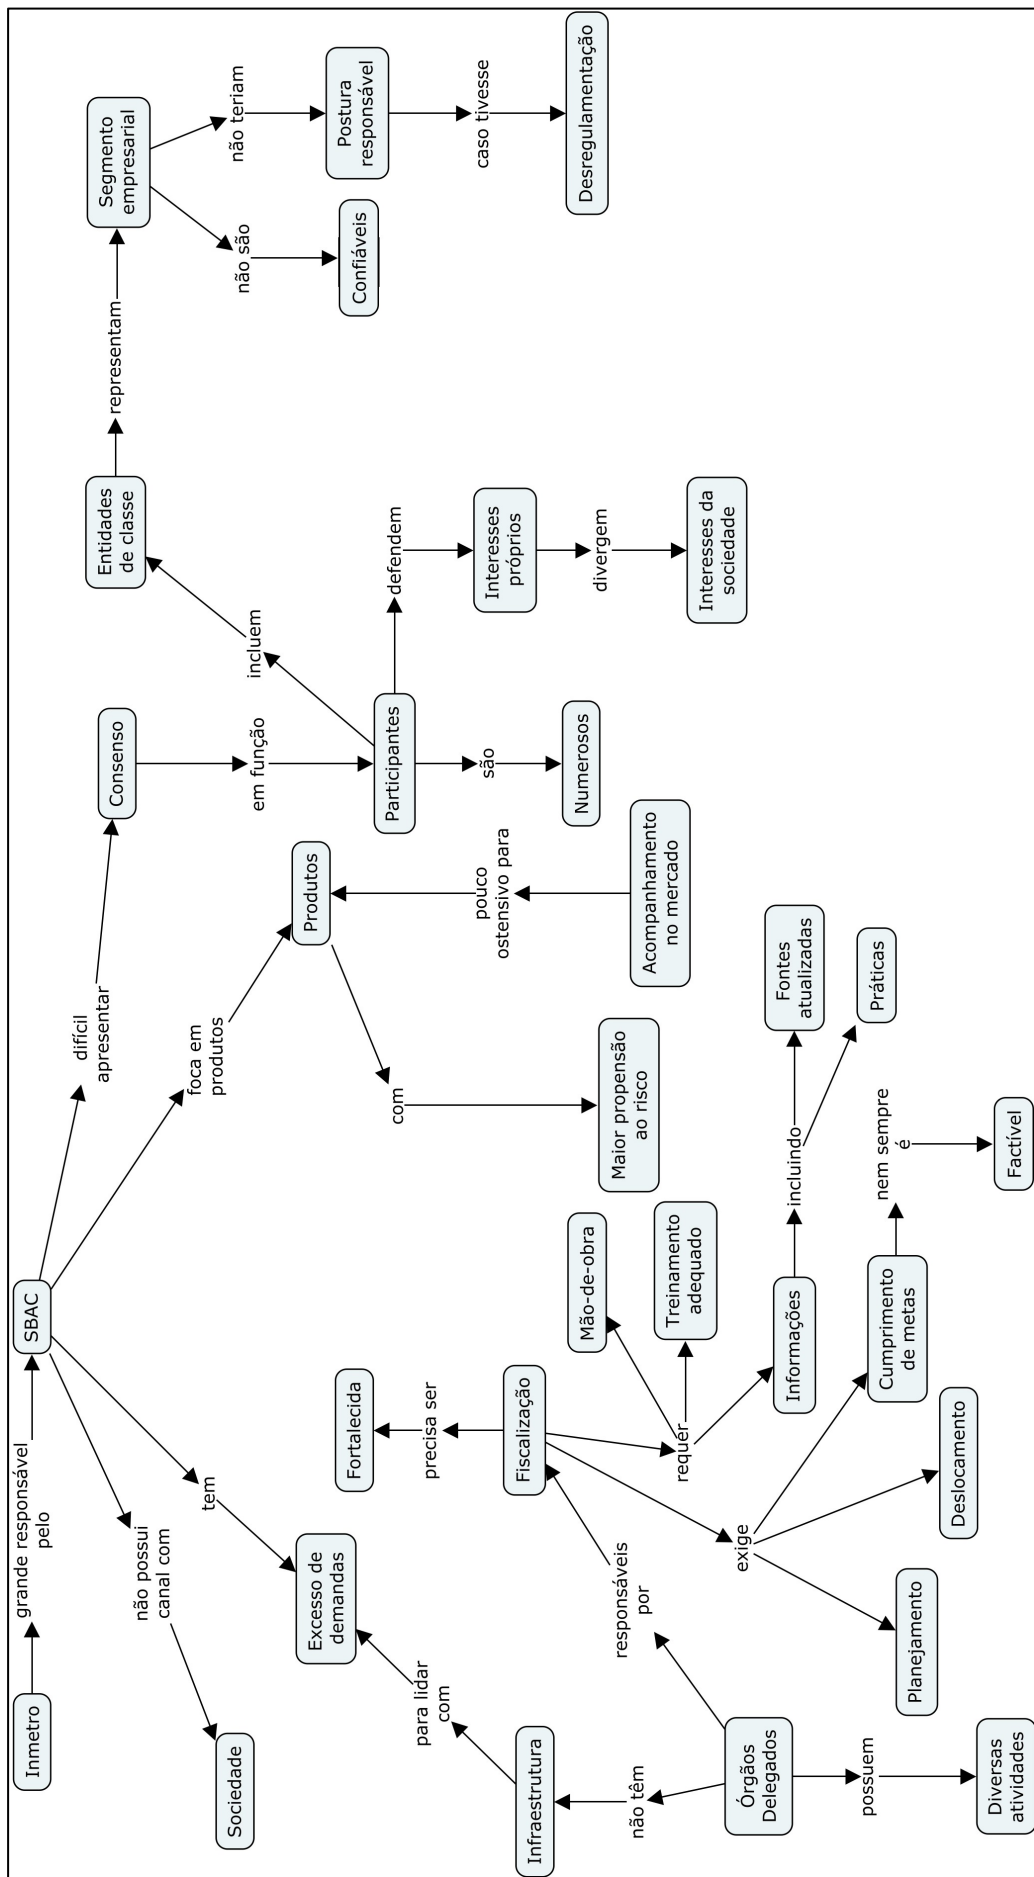 Inmetro
grande responsável
pelo
SBAC
difícil
apresentar
Consenso
em função
Participantes
incluem
Entidades
de classe
representam
Segmento
empresarial
não teriam
Postura
responsável
caso tivesse
Desregulamentação
não são
Confiáveis
defendem
Interesses
próprios
divergem
Interesses da
sociedade
são
Numerosos
foca em
produtos
Produtos
com
Maior propensão
ao risco
pouco
ostensivo para
Acompanhamento
no mercado
não possui
canal com
Sociedade
tem
Excesso de
demandas
para lidar
com
Infraestrutura
não têm
Órgãos
Delegados
possuem
Diversas
atividades
responsáveis
por
Fiscalização
precisa ser
Fortalecida
requer
Mão-de-obra
Treinamento
adequado
Informações
incluindo
Fontes
atualizadas
Práticas
exige
Cumprimento
de metas
nem sempre
é
Factível
Deslocamento
Planejamento